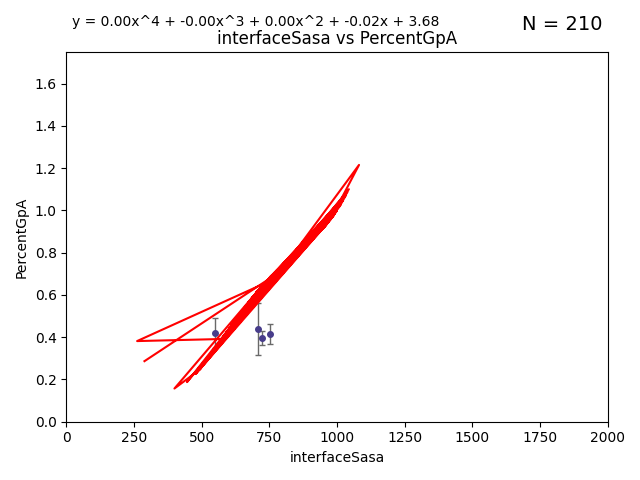 y = 0.00x^4 + -0.00x^3 + 0.00x^2 + -0.02x + 3.68
N = 210
interfaceSasa vs PercentGpA
1.6
1.4
1.2
1.0
0.8
0.6
0.4
0.2
0.0
PercentGpA
0 250 500 750 1000 1250 1500 1750 2000
interfaceSasa